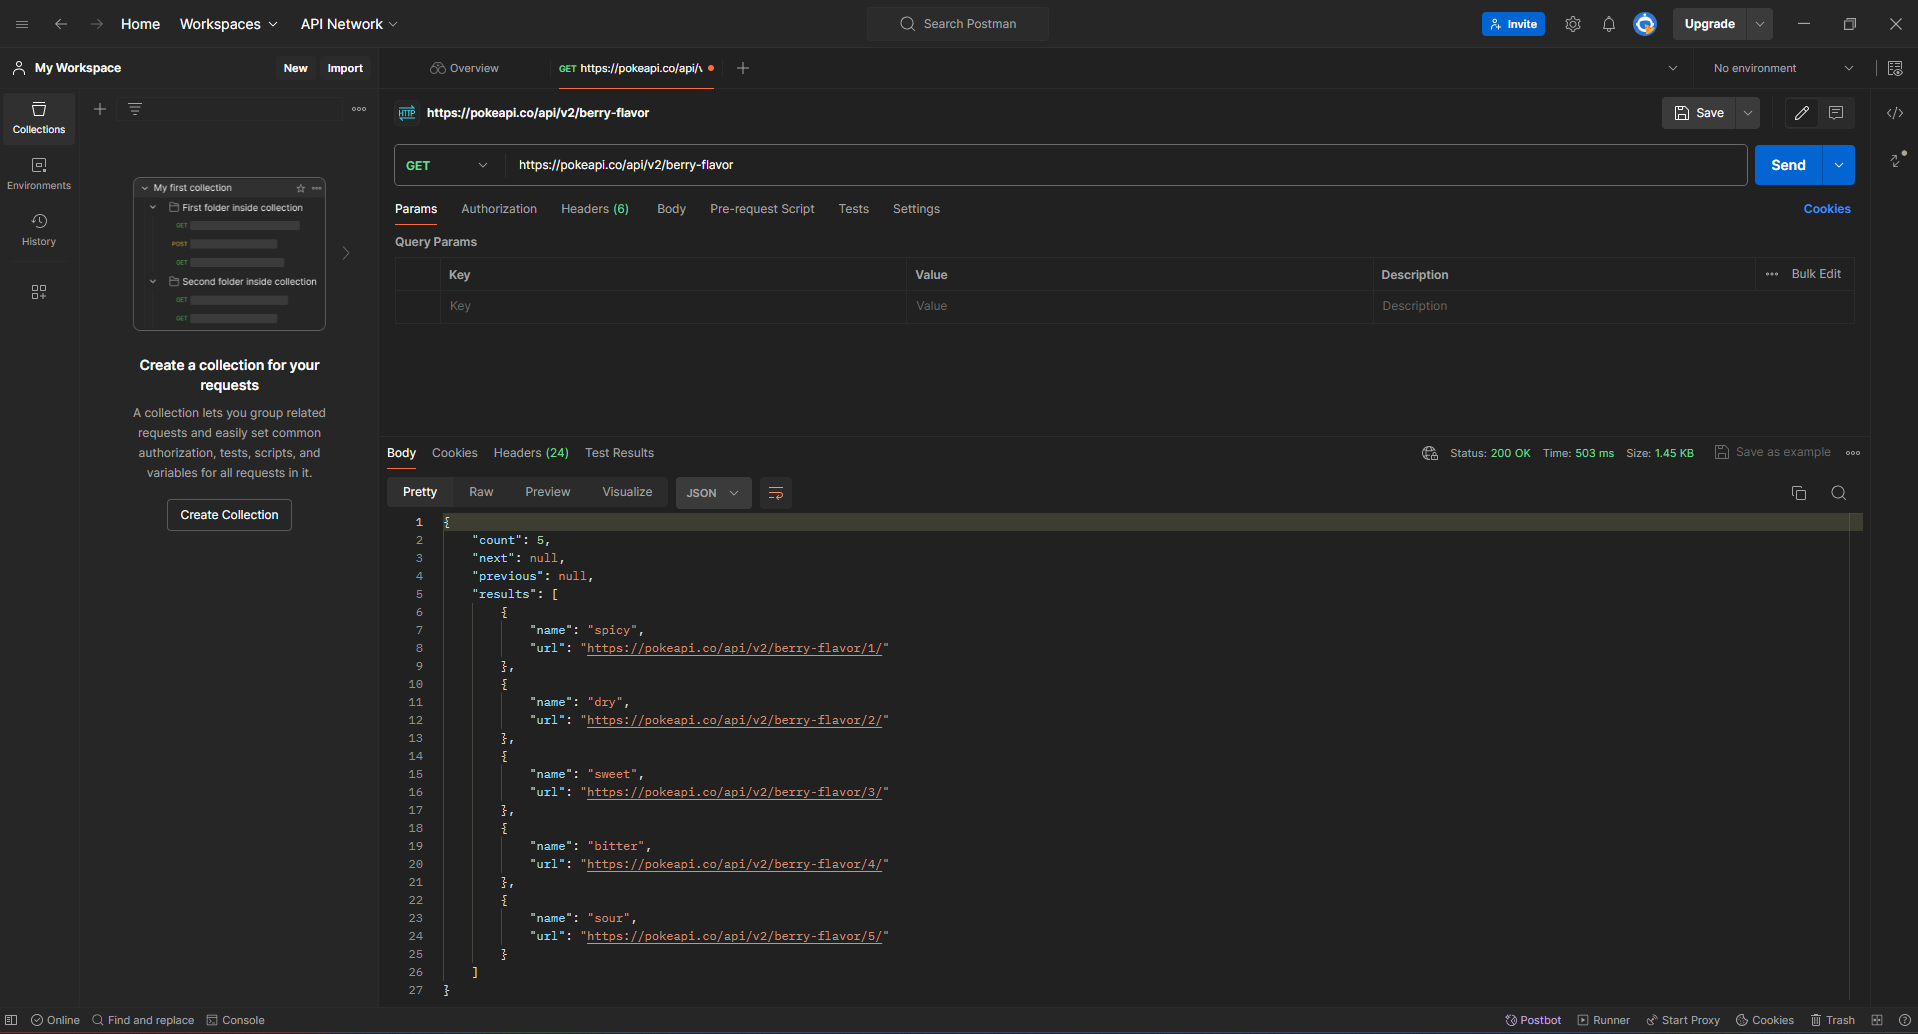 Home Workspaces API Network Search Postman Invite Upgrade
My Workspace New Import Overview GET https://pokeapi.co/api/v No environment
Collections
Environments
History
My first collection
First folder inside collection
GET
POST
GET
Second folder inside collection
GET
GET
Create a collection for your
requests
A collection lets you group related
requests and easily set common
authorization, tests, scripts, and
variables for all requests in it.
Create Collection
HTTP https://pokeapi.co/api/v2/berry-flavor Save
GET https://pokeapi.co/api/v2/berry-flavor Send
Params Authorization Headers (6) Body Pre-request Script Tests Settings Cookies
Query Params
Key Value Description Bulk Edit
Key Value Description
Body Cookies Headers (24) Test Results Status: 200 OK Time: 503 ms Size: 1.45 KB Save as example
Pretty Raw Preview Visualize JSON
1 {
2 "count": 5,
3 "next": null,
4 "previous": null,
5 "results": [
6 {
7 "name": "spicy",
8 "url": "https://pokeapi.co/api/v2/berry-flavor/1/"
9 },
10 {
11 "name": "dry",
12 "url": "https://pokeapi.co/api/v2/berry-flavor/2/"
13 },
14 {
15 "name": "sweet",
16 "url": "https://pokeapi.co/api/v2/berry-flavor/3/"
17 },
18 {
19 "name": "bitter",
20 "url": "https://pokeapi.co/api/v2/berry-flavor/4/"
21 },
22 {
23 "name": "sour",
24 "url": "https://pokeapi.co/api/v2/berry-flavor/5/"
25 }
26 ]
27 }
Online Find and replace Console Postbot Runner Start Proxy Cookies Trash